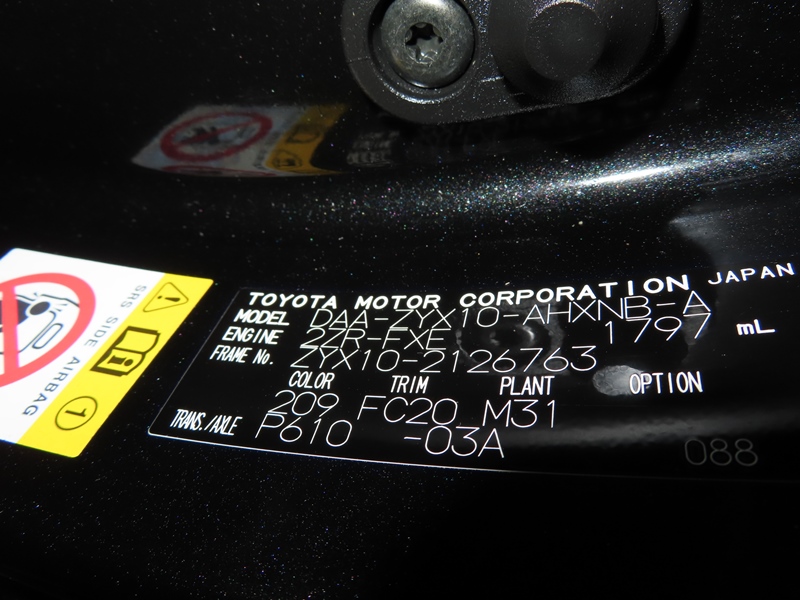 TOYOTA MOTOR CORPORATION JAPAN
MODEL DAA-ZYX10-AHXNB-A
ENGINE 2ZR-FXE 1797 mL
FRAME No. ZYX10-2126763
COLOR TRIM PLANT OPTION
209 FC20 M31
TRANS./AXLE P610 -03A
088
SRS SIDE AIRBAG
1